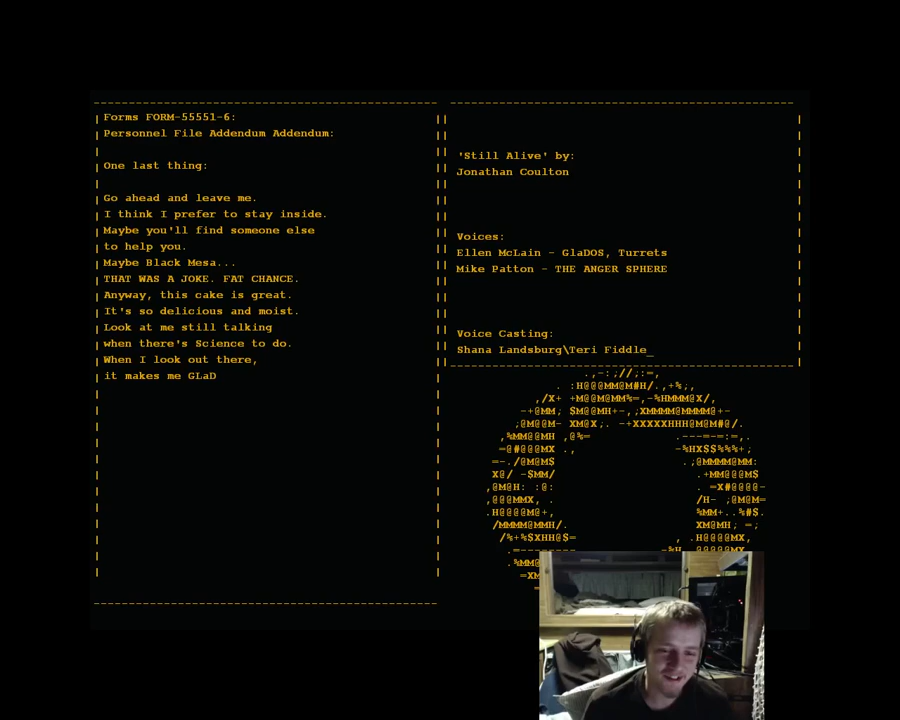 Forms FORM-55551-6:
Personnel File Addendum Addendum:
One last thing:
Go ahead and leave me.
I think I prefer to stay inside.
Maybe you'll find someone else
to help you.
Maybe Black Mesa...
THAT WAS A JOKE. FAT CHANCE.
Anyway, this cake is great.
It's so delicious and moist.
Look at me still talking
when there's Science to do.
When I look out there,
it makes me GLaD
'Still Alive' by:
Jonathan Coulton
Voices:
Ellen McLain - GlaDOS, Turrets
Mike Patton - THE ANGER SPHERE
Voice Casting:
Shana Landsburg\Teri Fiddle_